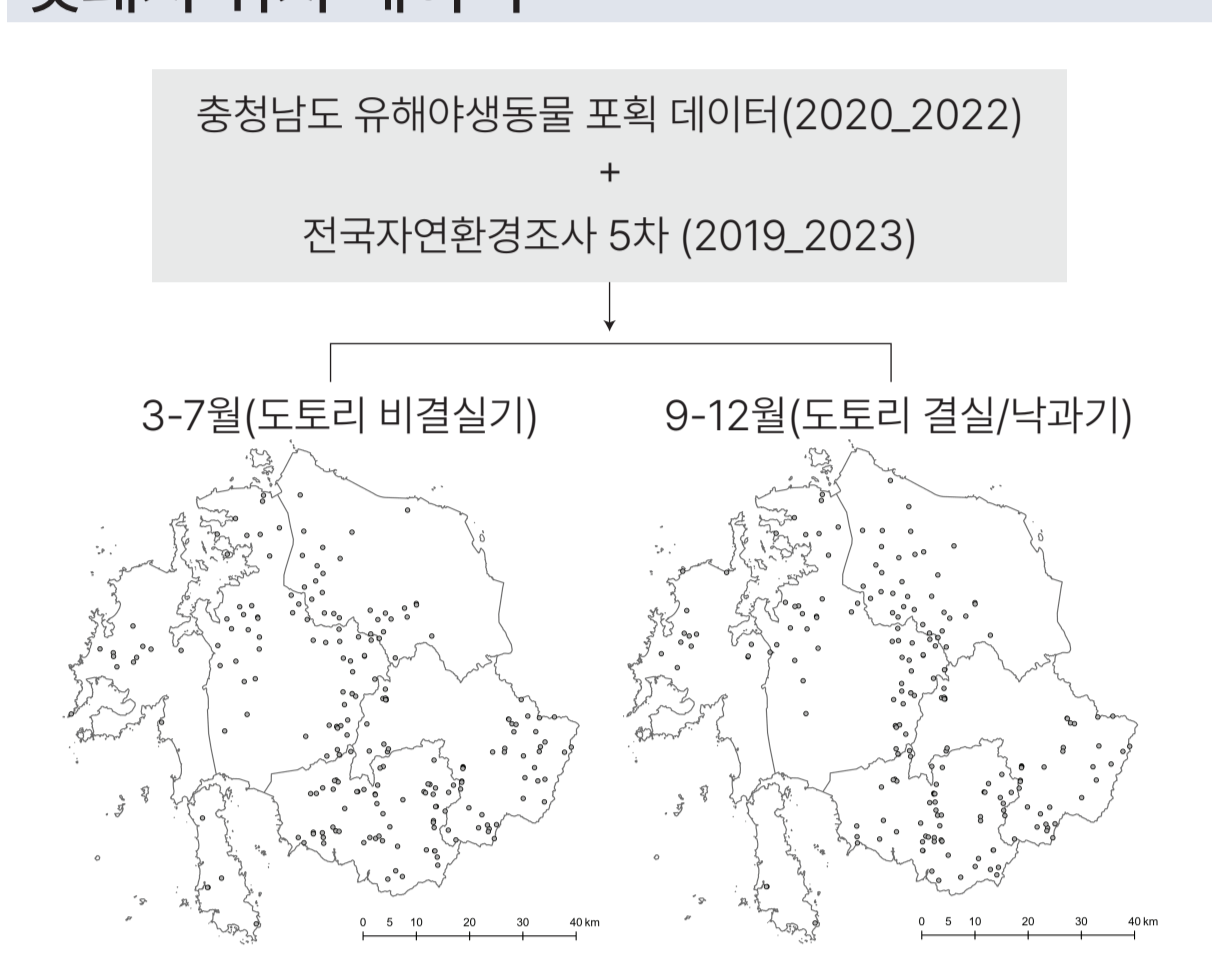 충청남도 유해야생동물 포획 데이터(2020_2022)
+
전국자연환경조사 5차 (2019_2023)
3-7월(도토리 비결실기)
9-12월(도토리 결실/낙과기)
0 5 10 20 30 40 km
0 5 10 20 30 40 km